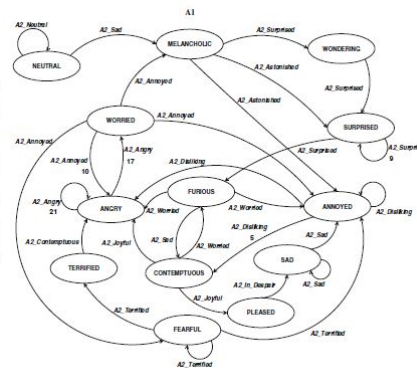 A1
A2_Neutral
A2_Sad
MELANCHOLIC
A2_Surprised
WONDERING
NEUTRAL
A2_Astonished
A2_Annoyed
A2_Surprised
A2_Astonished
WORRIED
A2_Annoyed
SURPRISED
A2_Annoyed
A2_Annoyed
10
A2_Angry
17
A2_Disliking
A2_Surprised
A2_Surpri
9
A2_Angry
21
ANGRY
FURIOUS
ANNOYED
A2_Worried
A2_Worried
A2_Disliking
A2_Disliking
5
A2_Contemptuous
A2_Joyful
A2_Sad
A2_Worried
A2_Sad
SAD
TERRIFIED
CONTEMPTUOUS
A2_In_Despair
A2_Sad
A2_Joyful
PLEASED
A2_Terrified
FEARFUL
A2_Terrified
A2_Terrified